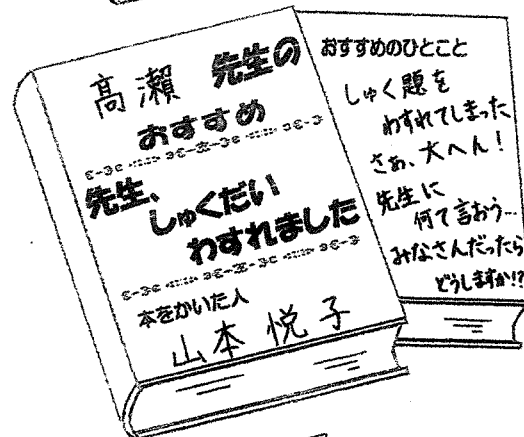 高瀬 先生の
おすすめ
先生、
しゅくだい
わすれました
本をかいた人
山本 悦子
おすすめのひとこと
しゅく題を
わすれてしまった
さぁ、大へん!
先生に
何て言おう…
みなさんだったら
どうしますか!?